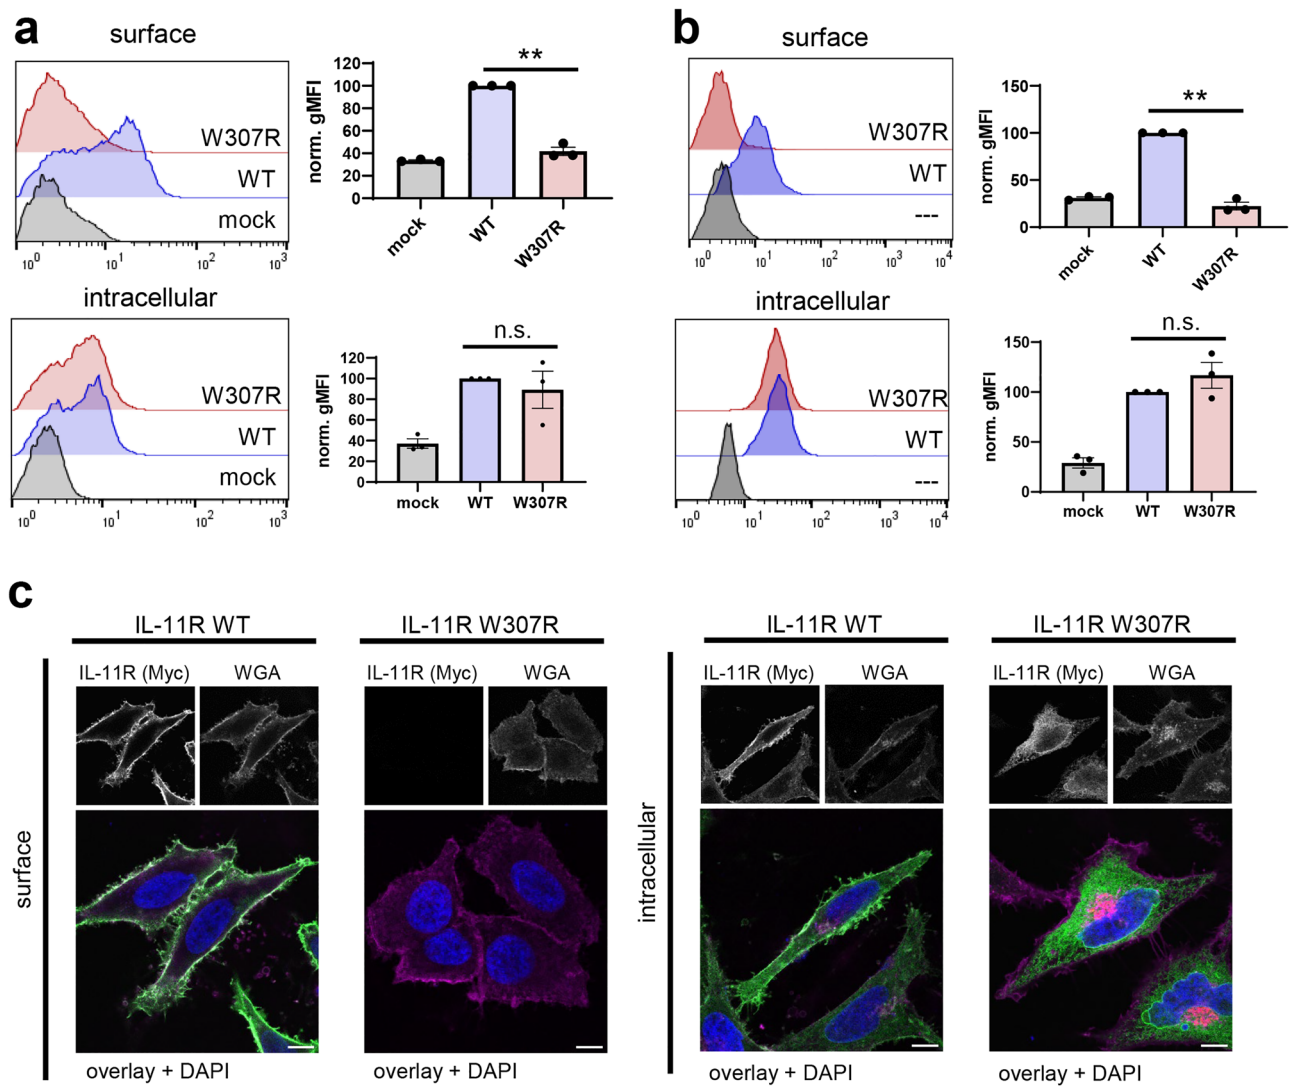 a
surface
W307R
WT
mock
10^0 10^1 10^2 10^3
norm. gMFI
120
100
80
60
40
20
0
**
mock WT W307R
intracellular
W307R
WT
mock
10^0 10^1 10^2 10^3
norm. gMFI
120
100
80
60
40
20
0
n.s.
mock WT W307R
b
surface
W307R
WT
---
10^0 10^1 10^2 10^3 10^4
norm. gMFI
150
100
50
0
**
mock WT W307R
intracellular
W307R
WT
---
10^0 10^1 10^2 10^3 10^4
norm. gMFI
150
100
50
0
n.s.
mock WT W307R
c
surface
IL-11R WT
IL-11R (Myc) WGA
overlay + DAPI
IL-11R W307R
IL-11R (Myc) WGA
overlay + DAPI
intracellular
IL-11R WT
IL-11R (Myc) WGA
overlay + DAPI
IL-11R W307R
IL-11R (Myc) WGA
overlay + DAPI